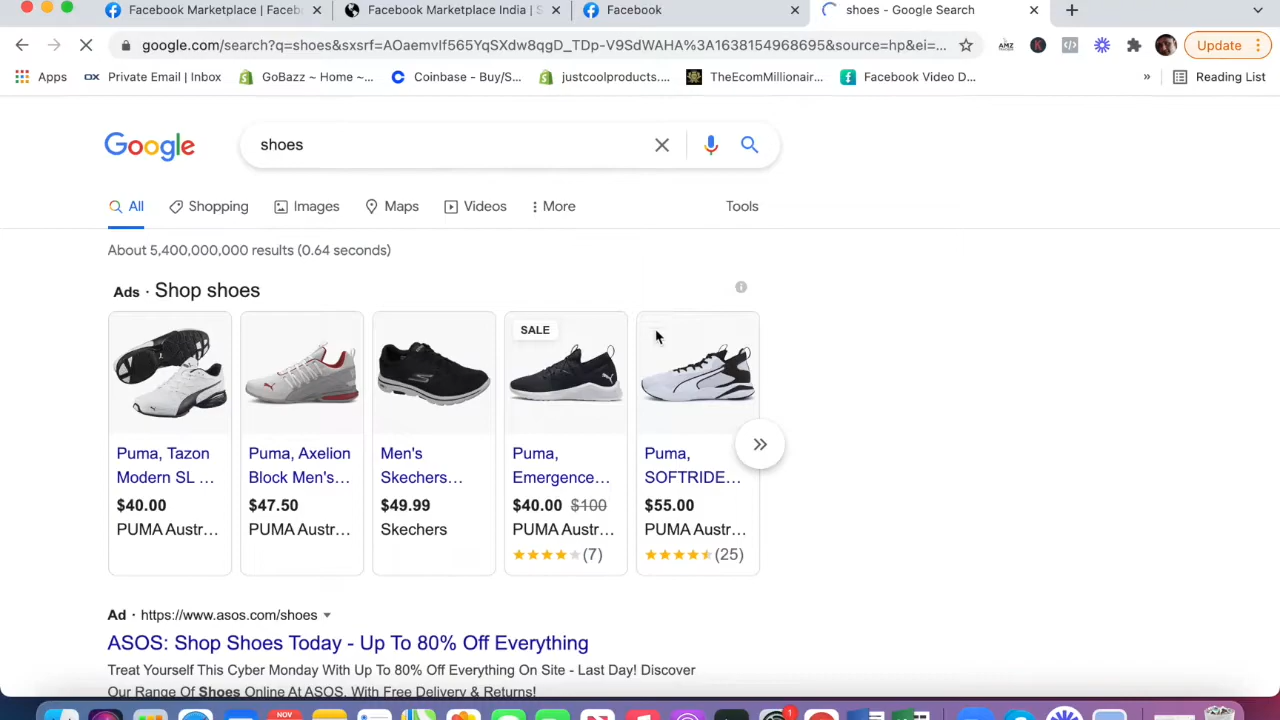 Facebook Marketplace | Faceb
Facebook Marketplace India | S
Facebook
shoes - Google Search
google.com/search?q=shoes&sxsrf=AOaemvIf565YqSXdw8qgD_TDp-V9SdWAHA%3A1638154968695&source=hp&ei=...
AMZ
K
Update
Apps
OX Private Email | Inbox
GoBazz ~ Home ~...
Coinbase - Buy/S...
justcoolproducts....
TheEcomMillionair...
Facebook Video D...
»
Reading List
Google
shoes
All
Shopping
Images
Maps
Videos
More
Tools
About 5,400,000,000 results (0.64 seconds)
Ads · Shop shoes
SALE
Puma, Tazon
Modern SL ...
$40.00
PUMA Austr...
Puma, Axelion
Block Men's...
$47.50
PUMA Austr...
Men's
Skechers...
$49.99
Skechers
Puma,
Emergence...
$40.00 $100
PUMA Austr...
(7)
Puma,
SOFTRIDE...
$55.00
PUMA Austr...
(25)
Ad · https://www.asos.com/shoes
ASOS: Shop Shoes Today - Up To 80% Off Everything
Treat Yourself This Cyber Monday With Up To 80% Off Everything On Site - Last Day! Discover
Our Range Of Shoes Online At ASOS. With Free Delivery & Returns!
NOV
1